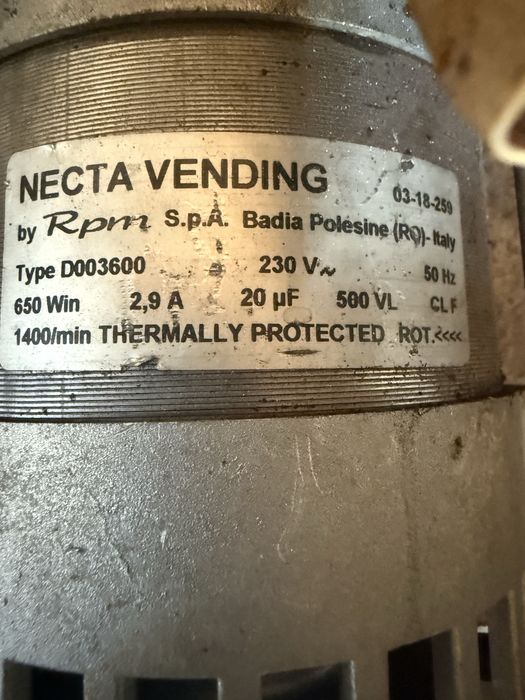 NECTA VENDING 03-18-259
by Rpm S.p.A. Badia Polesine (RO)- Italy
Type D003600 230 V~ 50 Hz
650 Win 2,9 A 20 µF 500 VL CL F
1400/min THERMALLY PROTECTED ROT.<<<<